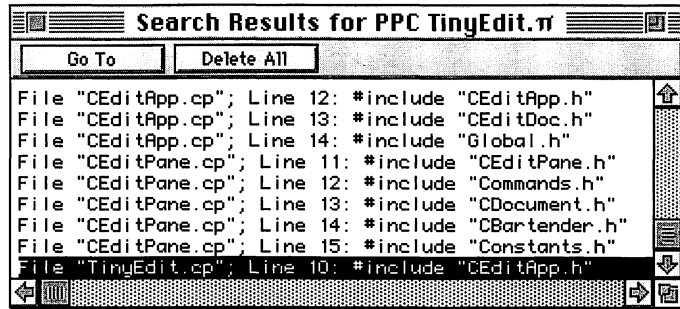 Search Results for PPC TinyEdit.π
Go To Delete All
File "CEditApp.cp"; Line 12: #include "CEditApp.h"
File "CEditApp.cp"; Line 13: #include "CEditDoc.h"
File "CEditApp.cp"; Line 14: #include "Global.h"
File "CEditPane.cp"; Line 11: #include "CEditPane.h"
File "CEditPane.cp"; Line 12: #include "Commands.h"
File "CEditPane.cp"; Line 13: #include "CDocument.h"
File "CEditPane.cp"; Line 14: #include "CBartender.h"
File "CEditPane.cp"; Line 15: #include "Constants.h"
File "TinyEdit.cp"; Line 10: #include "CEditApp.h"